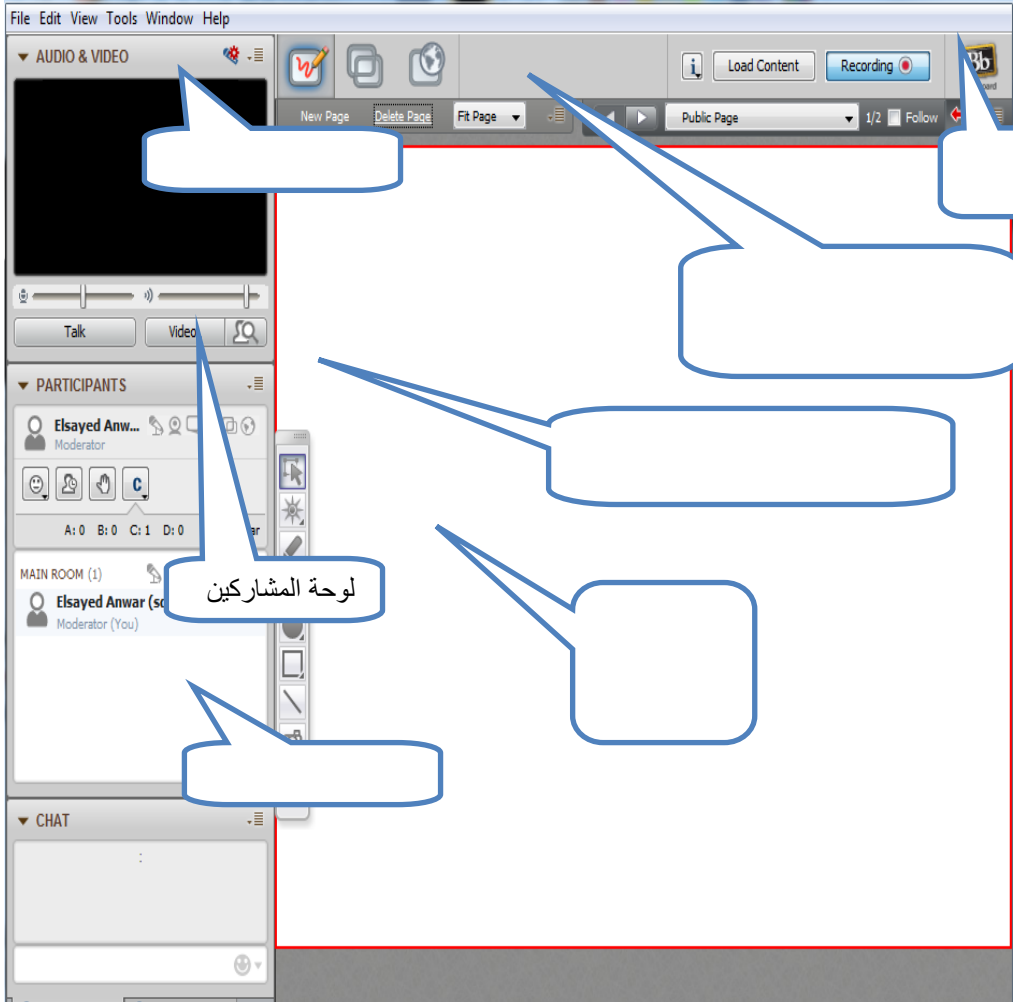 File Edit View Tools Window Help
AUDIO & VIDEO
Load Content
Recording
Bb
New Page Delete Page Fit Page
Public Page
1/2 Follow
Talk
Video
PARTICIPANTS
Elsayed Anw...
Moderator
C
A: 0 B: 0 C: 1 D: 0
MAIN ROOM (1)
لوحة المشاركين
Elsayed Anwar
Moderator (You)
CHAT
: